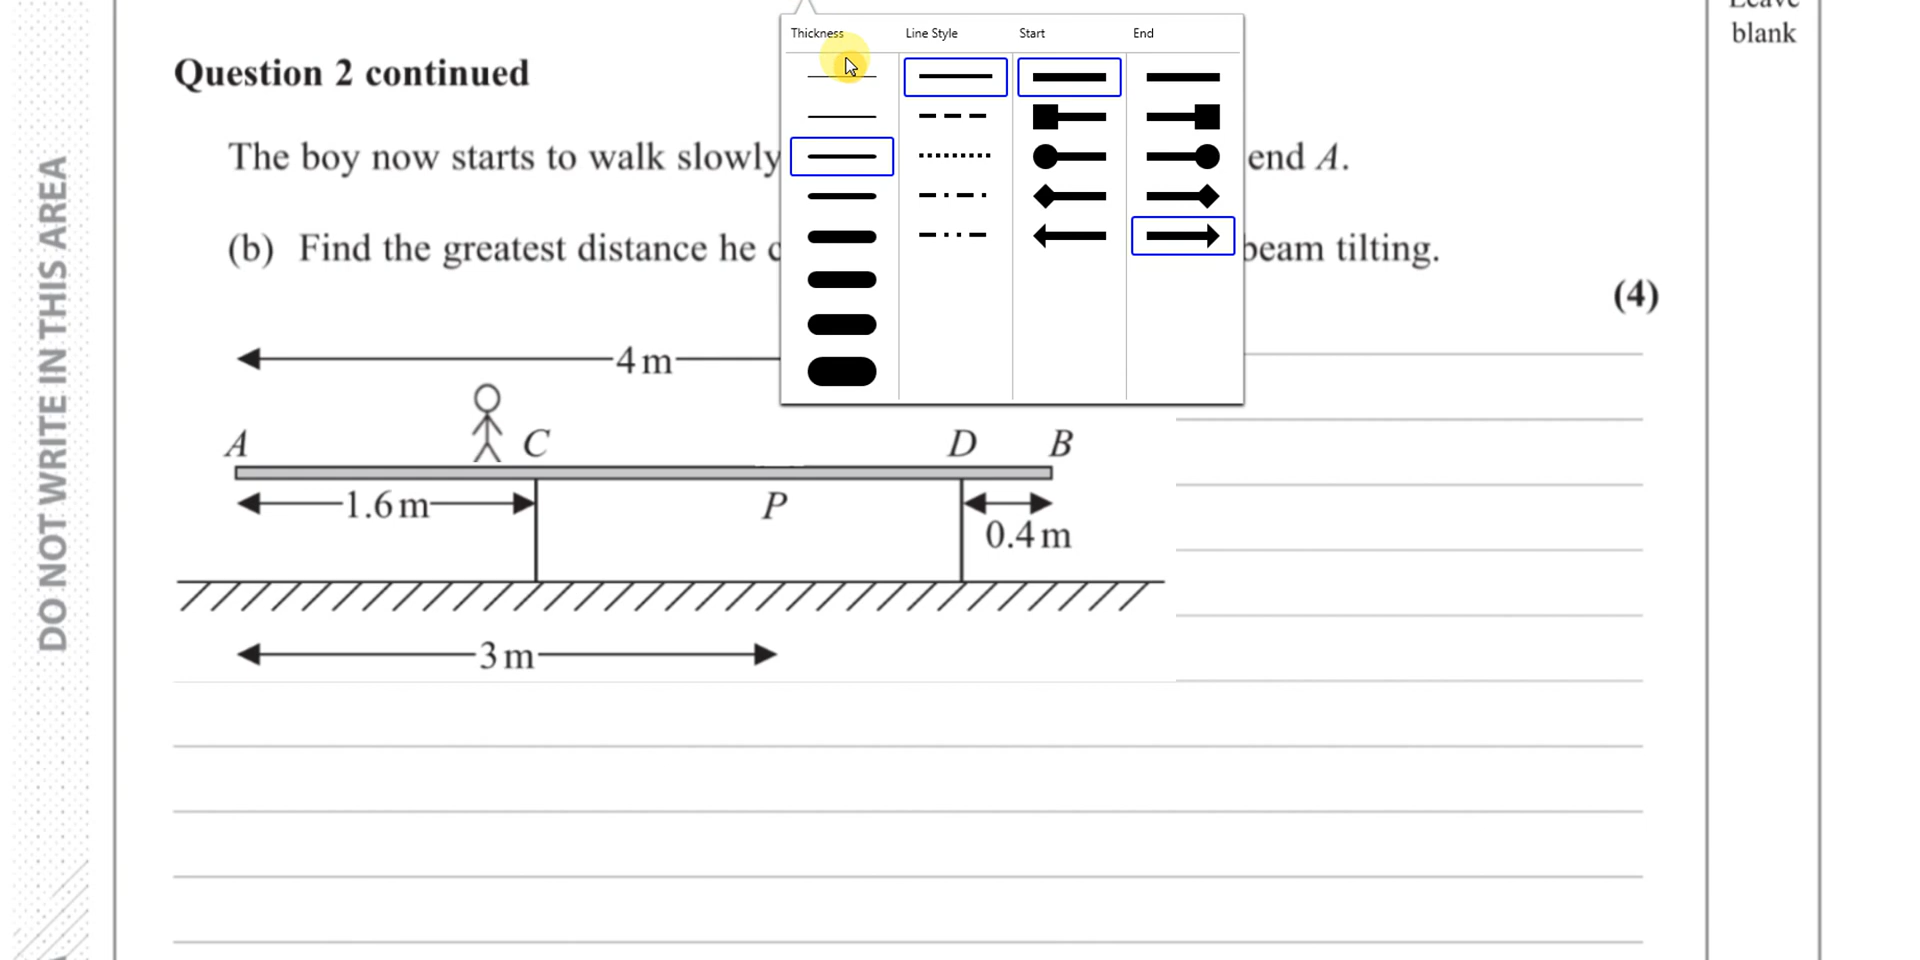 Leave
blank
Thickness Line Style Start End
Question 2 continued
The boy now starts to walk slowly end A.
(b) Find the greatest distance he beam tilting.
(4)
4 m
A C D B
1.6 m P
0.4 m
3 m
DO NOT WRITE IN THIS AREA